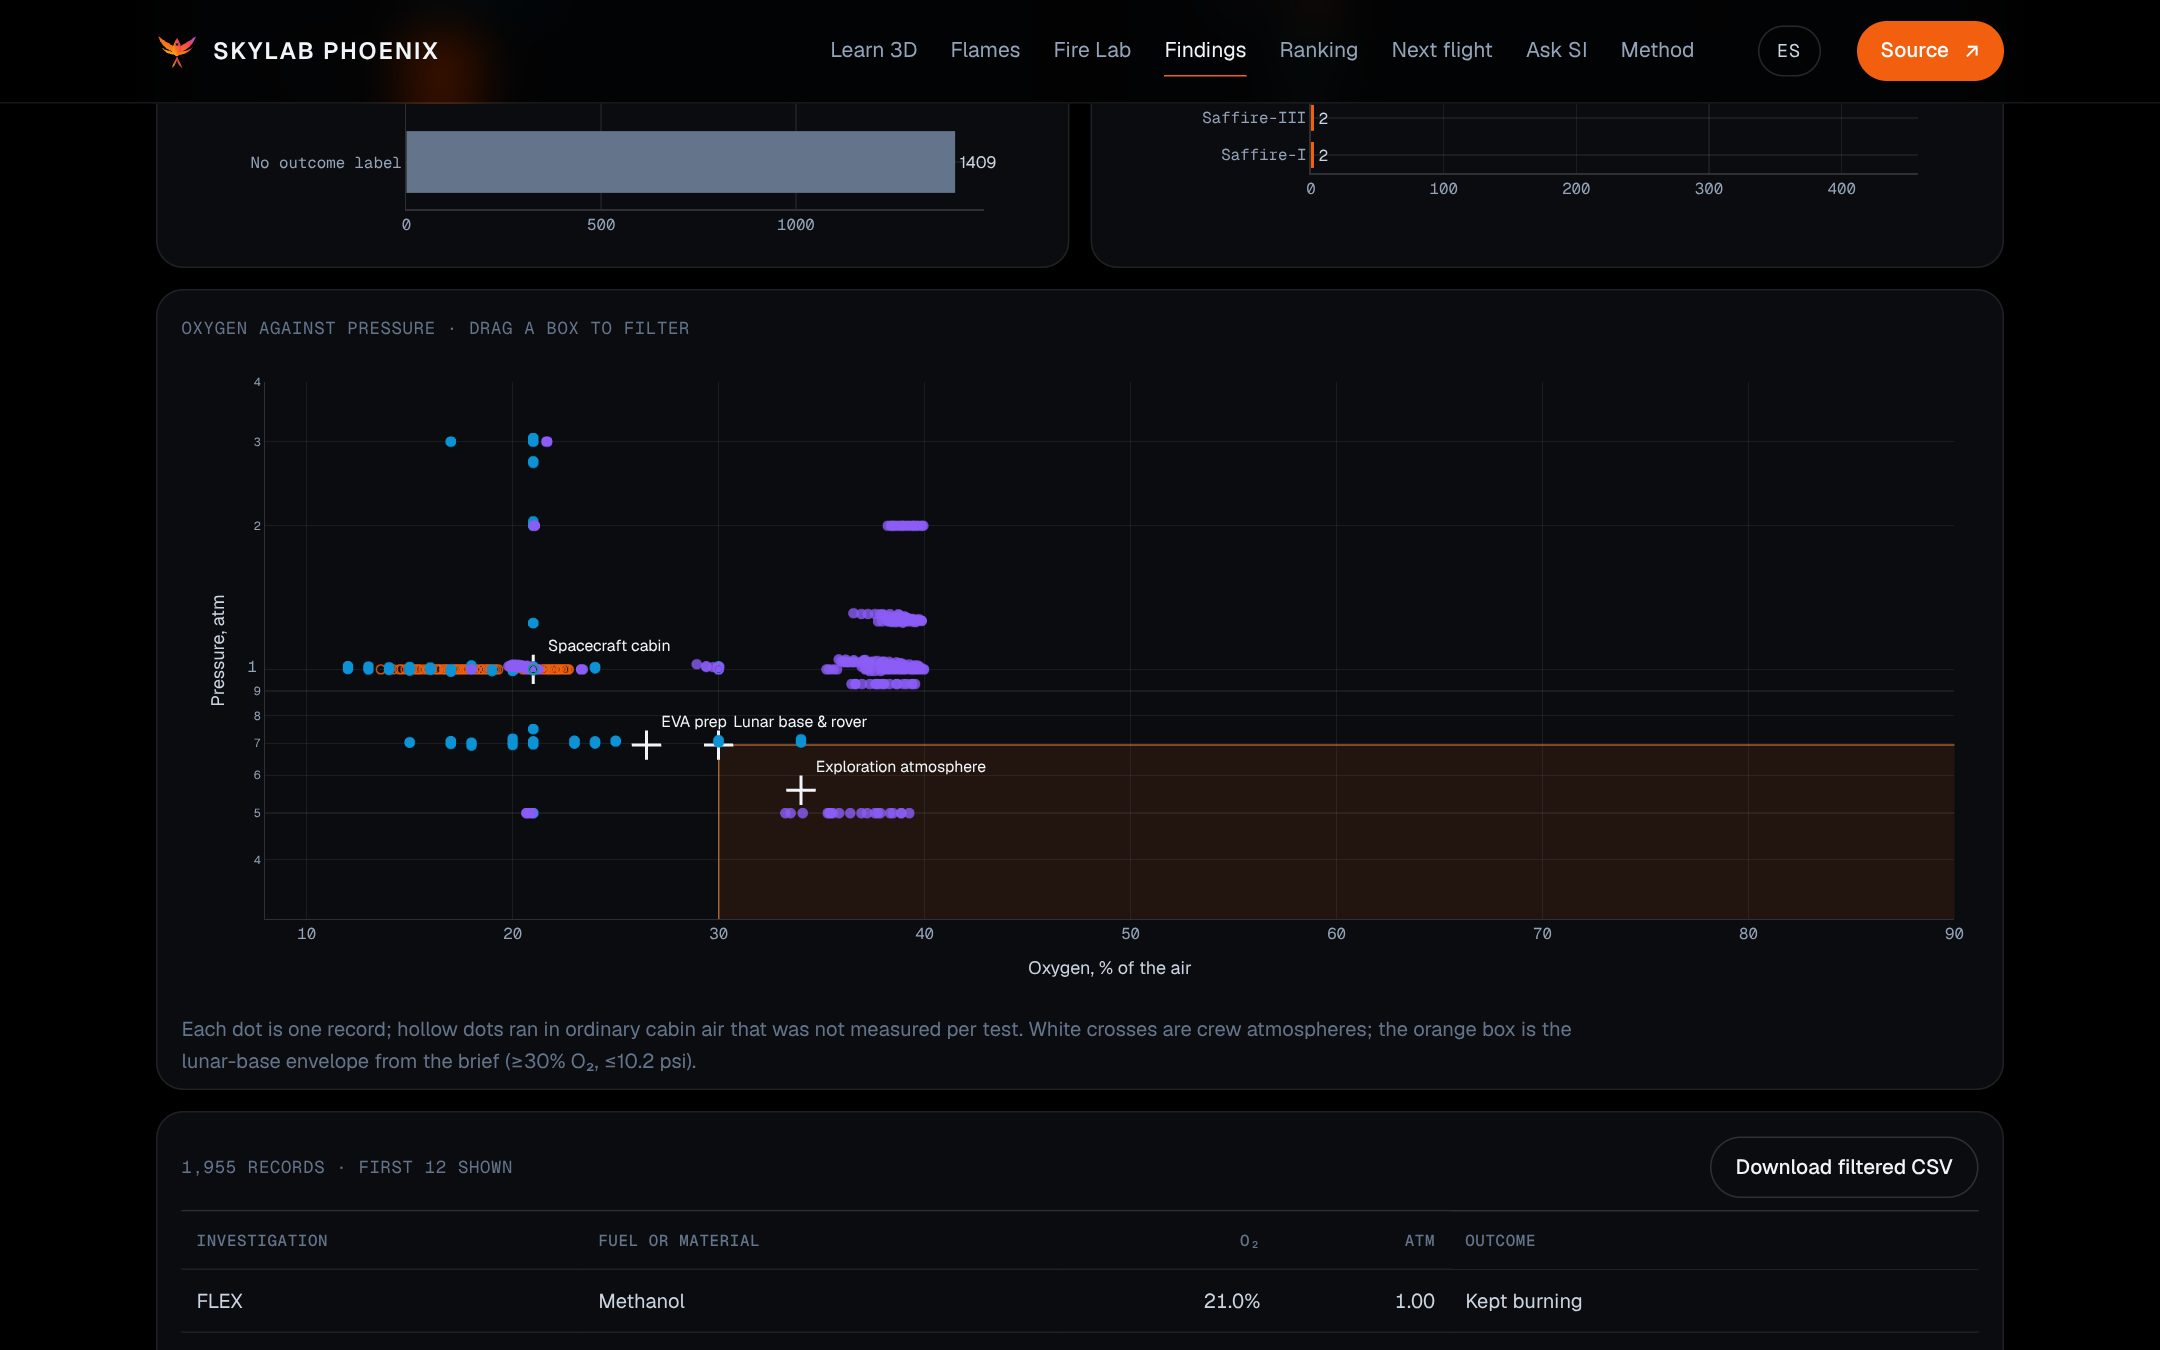 SKYLAB PHOENIX
Learn 3D Flames Fire Lab Findings Ranking Next flight Ask SI Method ES Source ↗
No outcome label 1409
0 500 1000
Saffire-III 2
Saffire-I 2
0 100 200 300 400
OXYGEN AGAINST PRESSURE · DRAG A BOX TO FILTER
4
3
2
1
9
8
7
6
5
4
Pressure, atm
Spacecraft cabin
EVA prep
Lunar base & rover
Exploration atmosphere
10 20 30 40 50 60 70 80 90
Oxygen, % of the air
Each dot is one record; hollow dots ran in ordinary cabin air that was not measured per test. White crosses are crew atmospheres; the orange box is the
lunar-base envelope from the brief (≥30% O₂, ≤10.2 psi).
1,955 RECORDS · FIRST 12 SHOWN
Download filtered CSV
INVESTIGATION FUEL OR MATERIAL O₂ ATM OUTCOME
FLEX Methanol 21.0% 1.00 Kept burning